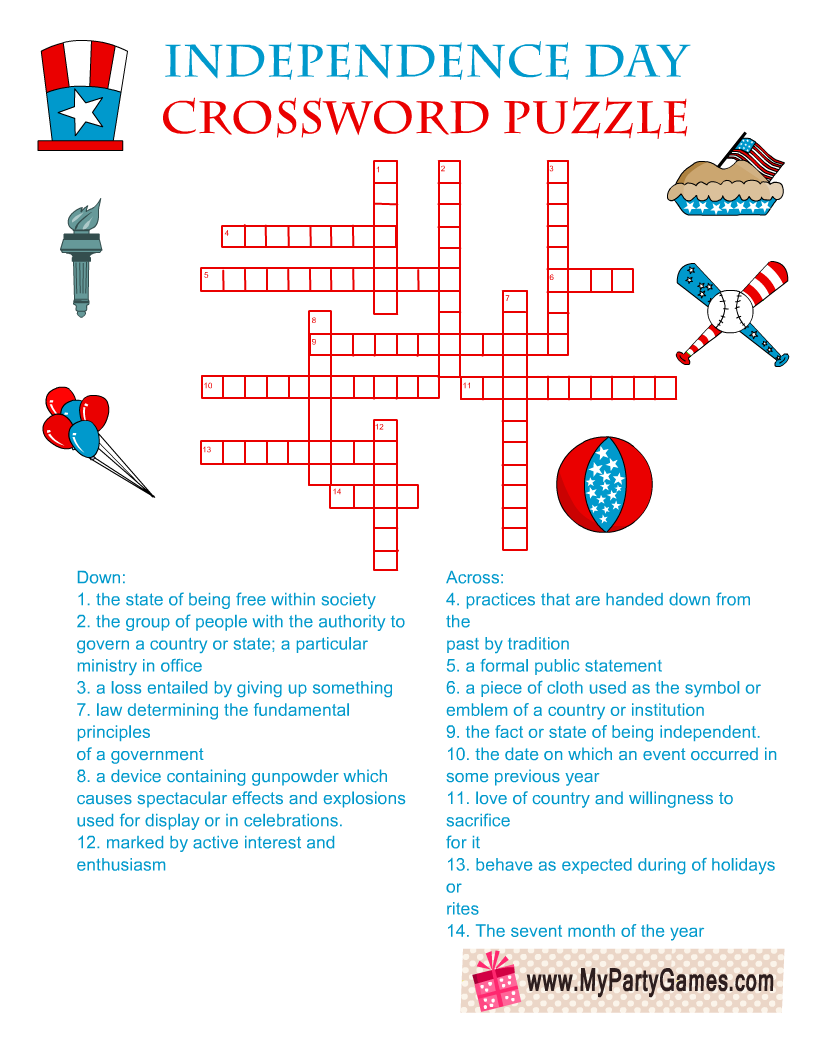 INDEPENDENCE DAY
CROSSWORD PUZZLE
1
2
3
4
5
6
7
8
9
10
11
12
13
14
Down:
1. the state of being free within society
2. the group of people with the authority to
govern a country or state; a particular
ministry in office
3. a loss entailed by giving up something
7. law determining the fundamental
principles
of a government
8. a device containing gunpowder which
causes spectacular effects and explosions
used for display or in celebrations.
12. marked by active interest and
enthusiasm
Across:
4. practices that are handed down from
the
past by tradition
5. a formal public statement
6. a piece of cloth used as the symbol or
emblem of a country or institution
9. the fact or state of being independent.
10. the date on which an event occurred in
some previous year
11. love of country and willingness to
sacrifice
for it
13. behave as expected during of holidays
or
rites
14. The sevent month of the year
www.MyPartyGames.com